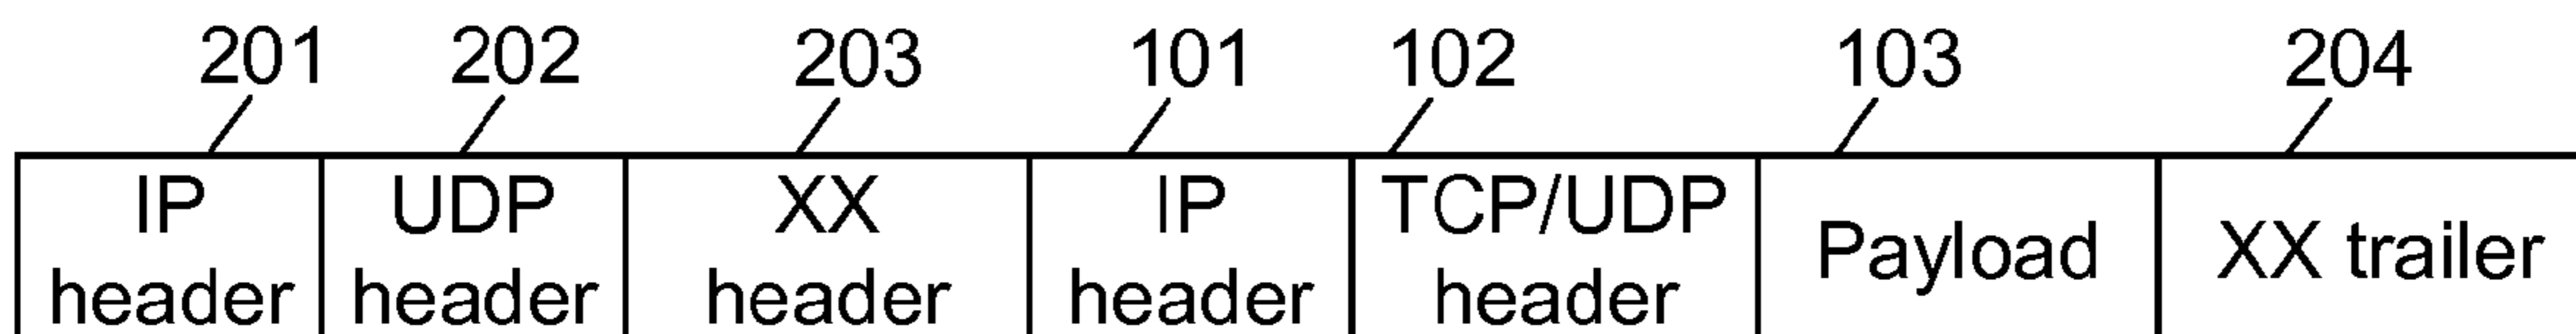 201 202 203 101 102 103 204
IP UDP XX IP TCP/UDP
header header header header header Payload XX trailer